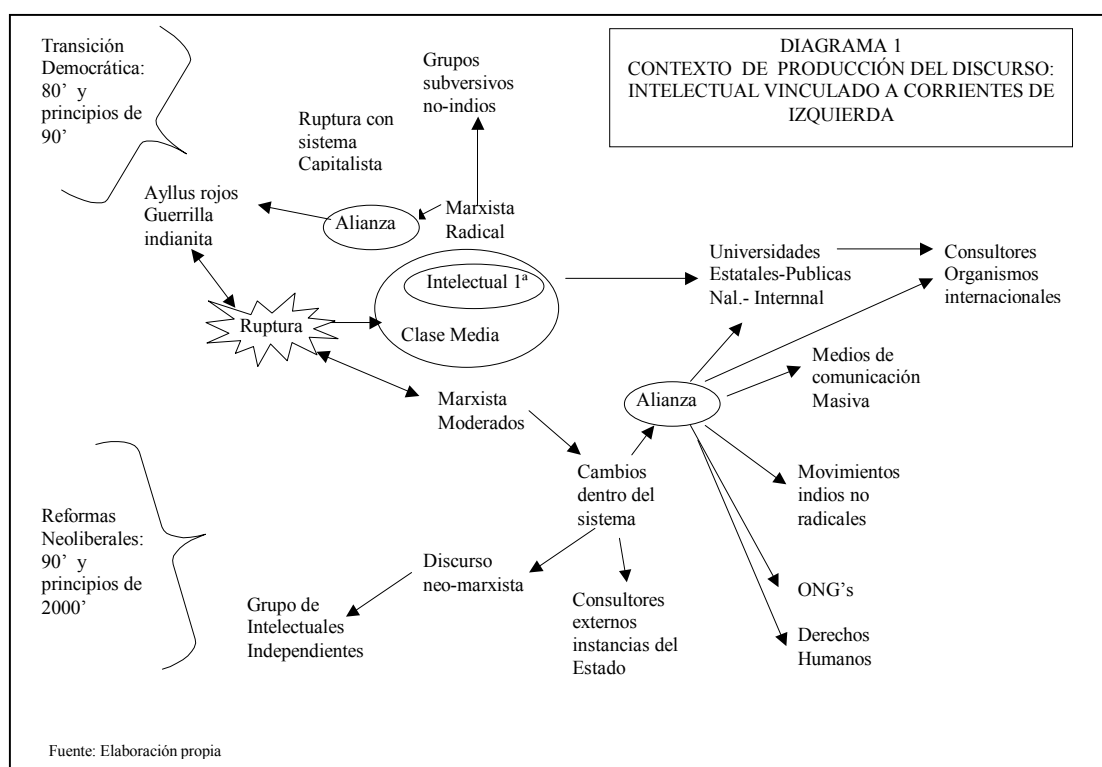 DIAGRAMA 1
CONTEXTO DE PRODUCCIÓN DEL DISCURSO:
INTELECTUAL VINCULADO A CORRIENTES DE
IZQUIERDA
Transición
Democrática:
80’ y
principios de
90’
Grupos
subversivos
no-indios
Ruptura con
sistema
Capitalista
Ayllus rojos
Guerrilla
indianita
Alianza
Marxista
Radical
Intelectual 1ª
Clase Media
Ruptura
Universidades
Estatales-Publicas
Nal.- Internnal
Consultores
Organismos
internacionales
Medios de
comunicación
Masiva
Alianza
Marxista
Moderados
Movimientos
indios no
radicales
Cambios
dentro del
sistema
Reformas
Neoliberales:
90’ y
principios de
2000’
Discurso
neo-marxista
Grupo de
Intelectuales
Independientes
Consultores
externos
instancias del
Estado
ONG’s
Derechos
Humanos
Fuente: Elaboración propia